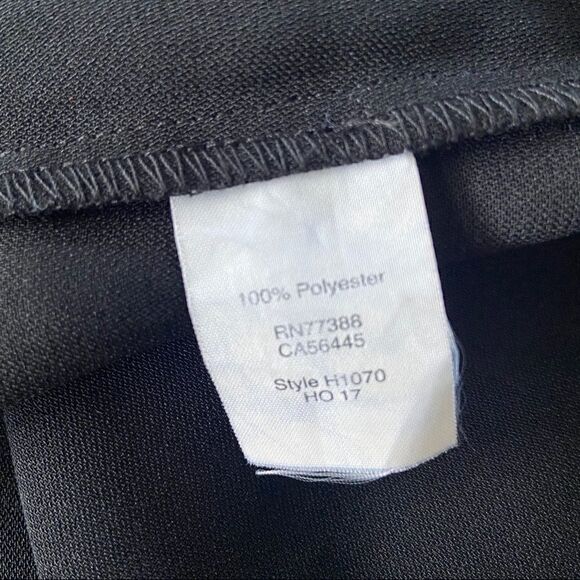 100% Polyester
RN77388
CA56445
Style H1070
HO 17